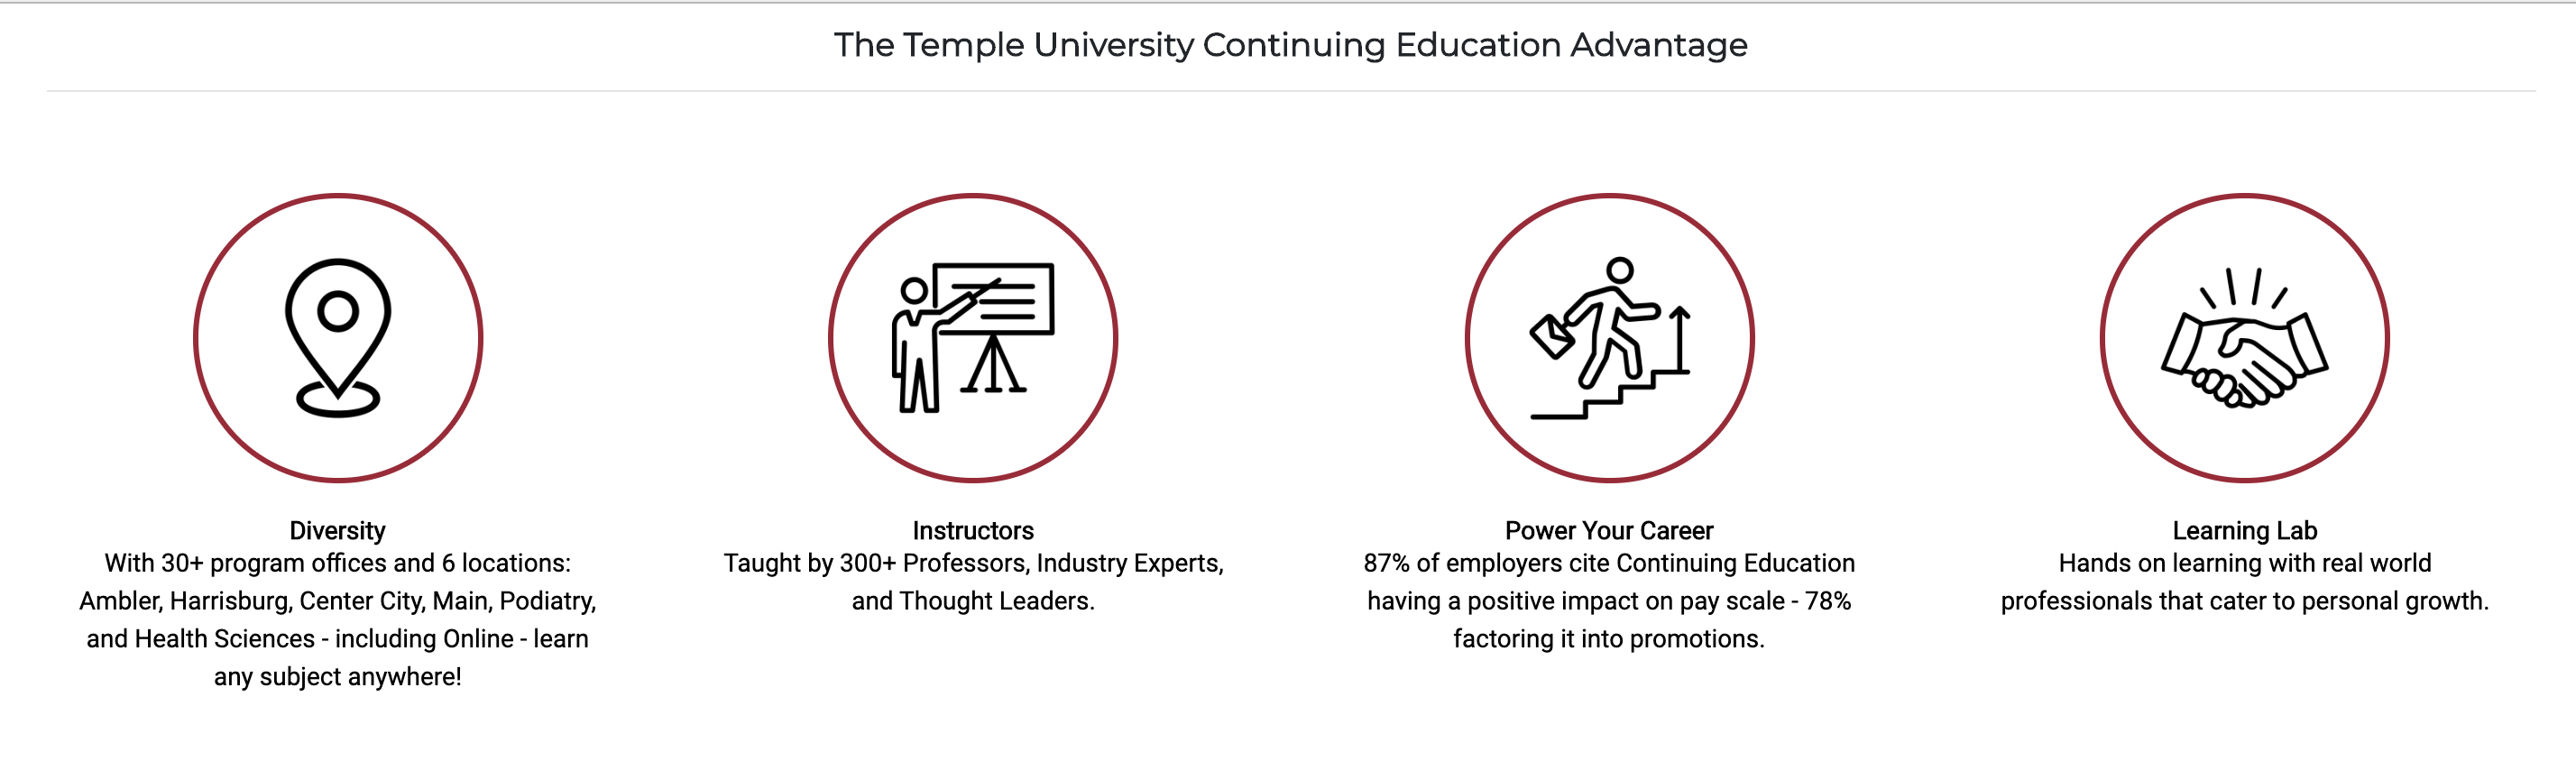 The Temple University Continuing Education Advantage
Diversity
With 30+ program offices and 6 locations:
Ambler, Harrisburg, Center City, Main, Podiatry,
and Health Sciences - including Online - learn
any subject anywhere!
Instructors
Taught by 300+ Professors, Industry Experts,
and Thought Leaders.
Power Your Career
87% of employers cite Continuing Education
having a positive impact on pay scale - 78%
factoring it into promotions.
Learning Lab
Hands on learning with real world
professionals that cater to personal growth.